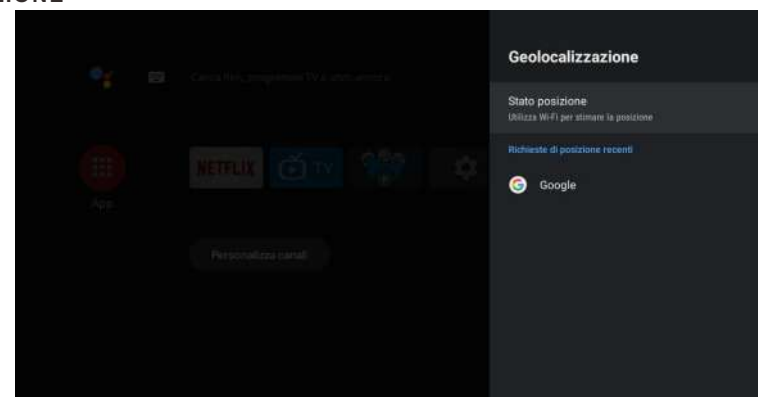 IONE
Geolocalizzazione
Cerca film, programmi TV e altro ancora
Stato posizione
Utilizza Wi-Fi per stimare la posizione
Richieste di posizione recenti
Google
NETFLIX
TV
App
Personalizza canali